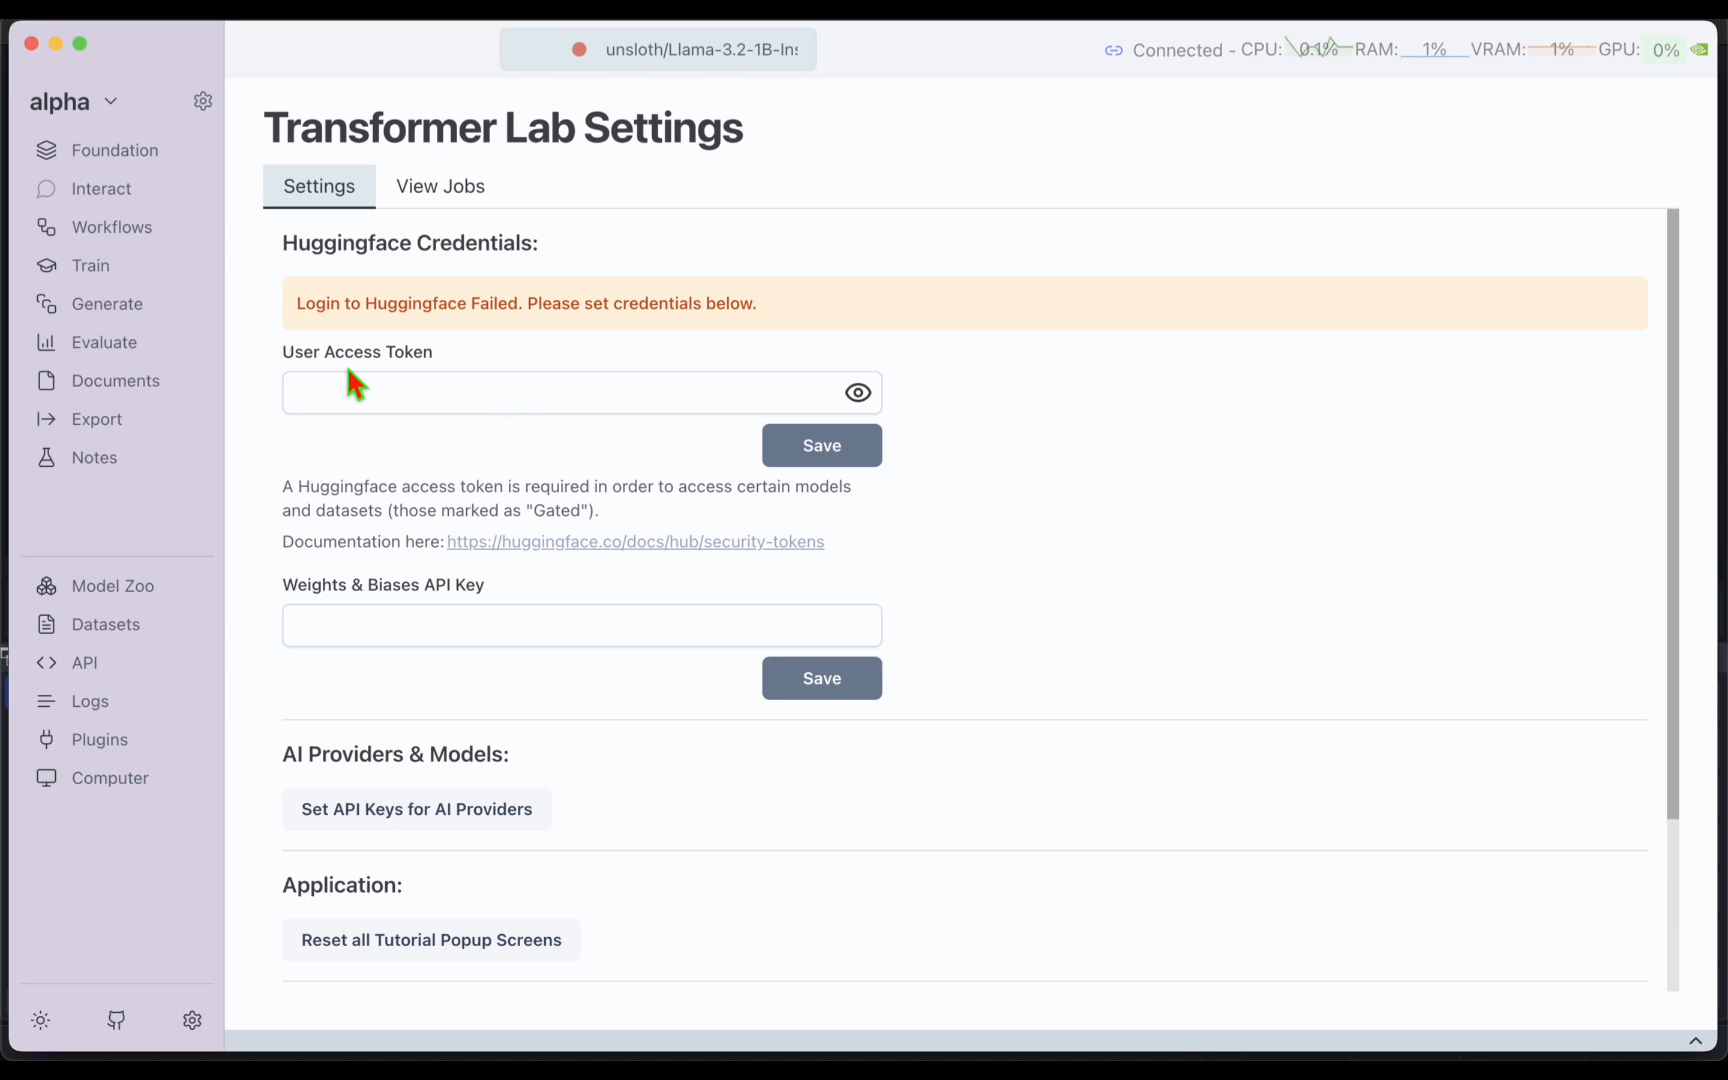 unsloth/Llama-3.2-1B-Ins
Connected - CPU: 0.1% RAM: 1% VRAM: 1% GPU: 0%
alpha
Foundation
Interact
Workflows
Train
Generate
Evaluate
Documents
Export
Notes
Model Zoo
Datasets
API
Logs
Plugins
Computer
Transformer Lab Settings
Settings View Jobs
Huggingface Credentials:
Login to Huggingface Failed. Please set credentials below.
User Access Token
Save
A Huggingface access token is required in order to access certain models
and datasets (those marked as "Gated").
Documentation here: https://huggingface.co/docs/hub/security-tokens
Weights & Biases API Key
Save
AI Providers & Models:
Set API Keys for AI Providers
Application:
Reset all Tutorial Popup Screens